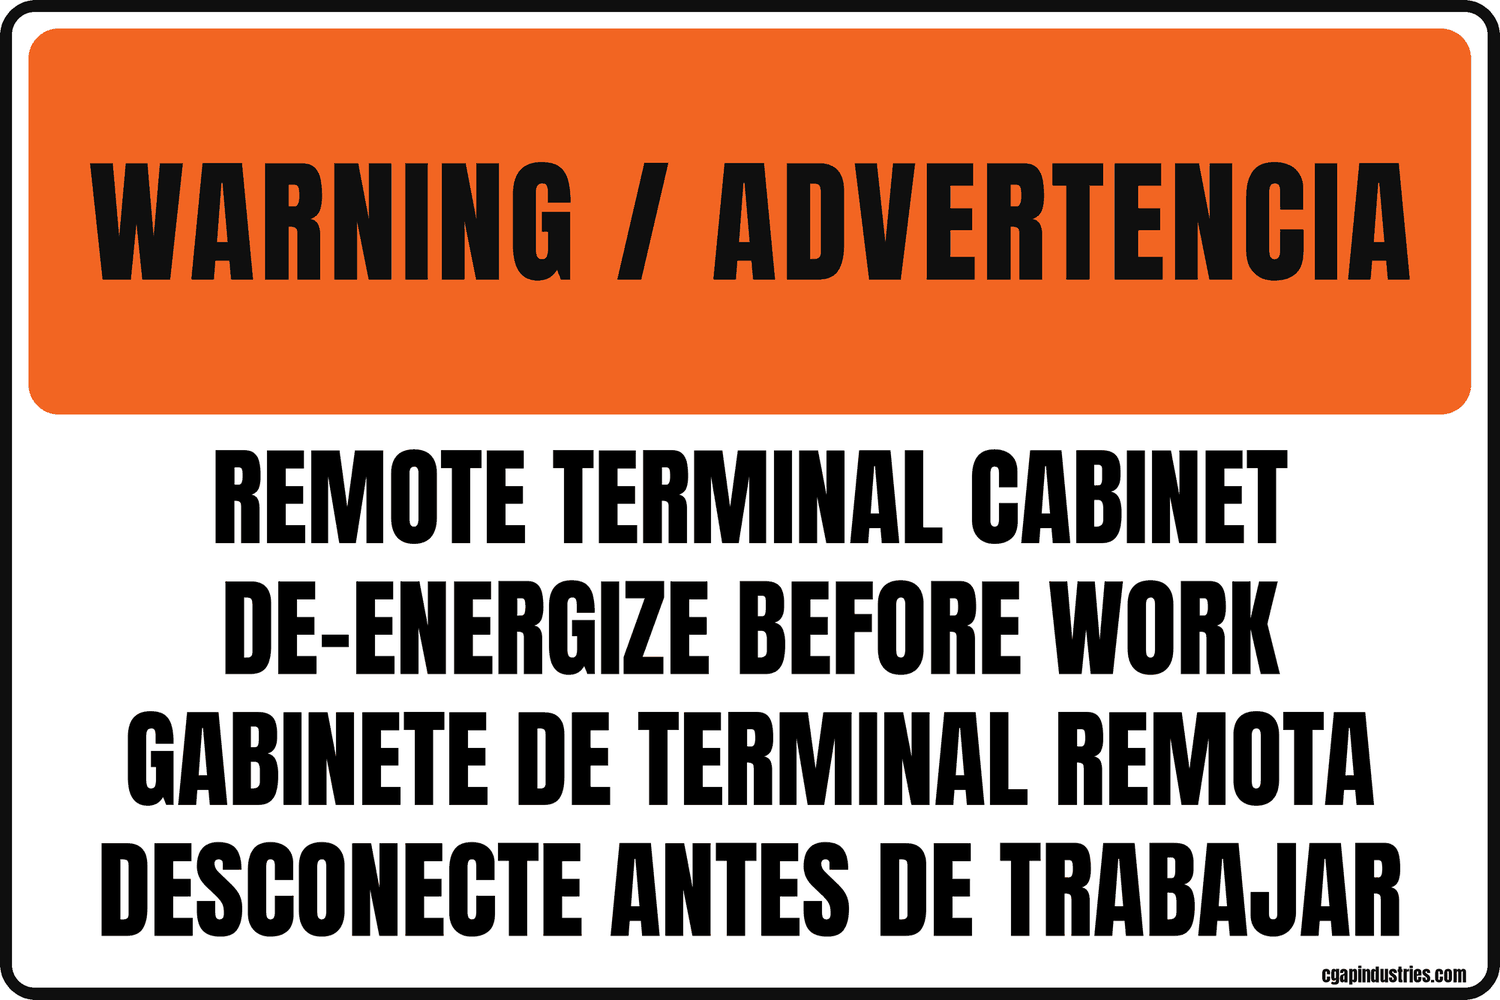 WARNING / ADVERTENCIA
REMOTE TERMINAL CABINET
DE-ENERGIZE BEFORE WORK
GABINETE DE TERMINAL REMOTA
DESCONECTE ANTES DE TRABAJAR
cgapindustries.com